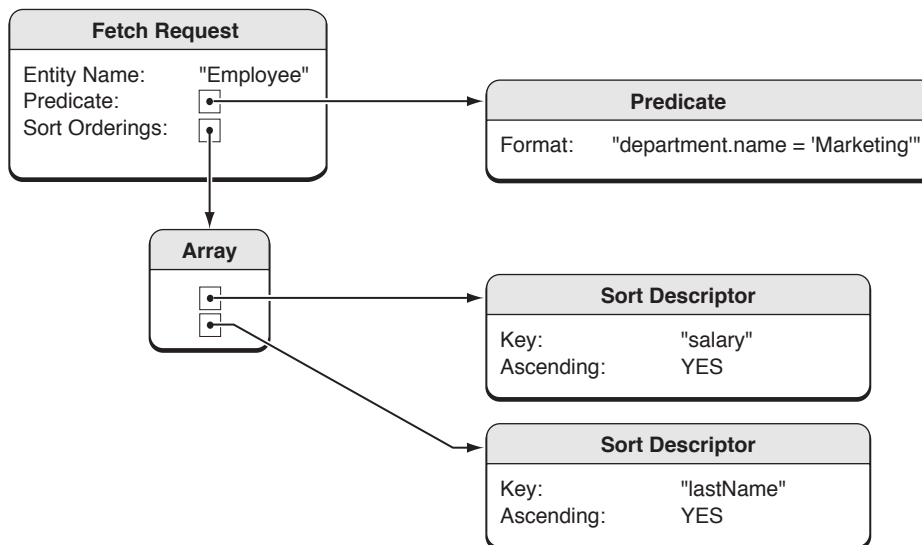 Fetch Request
Entity Name: "Employee"
Predicate:
Sort Orderings:
Predicate
Format: "department.name = 'Marketing'"
Array
Sort Descriptor
Key: "salary"
Ascending: YES
Sort Descriptor
Key: "lastName"
Ascending: YES